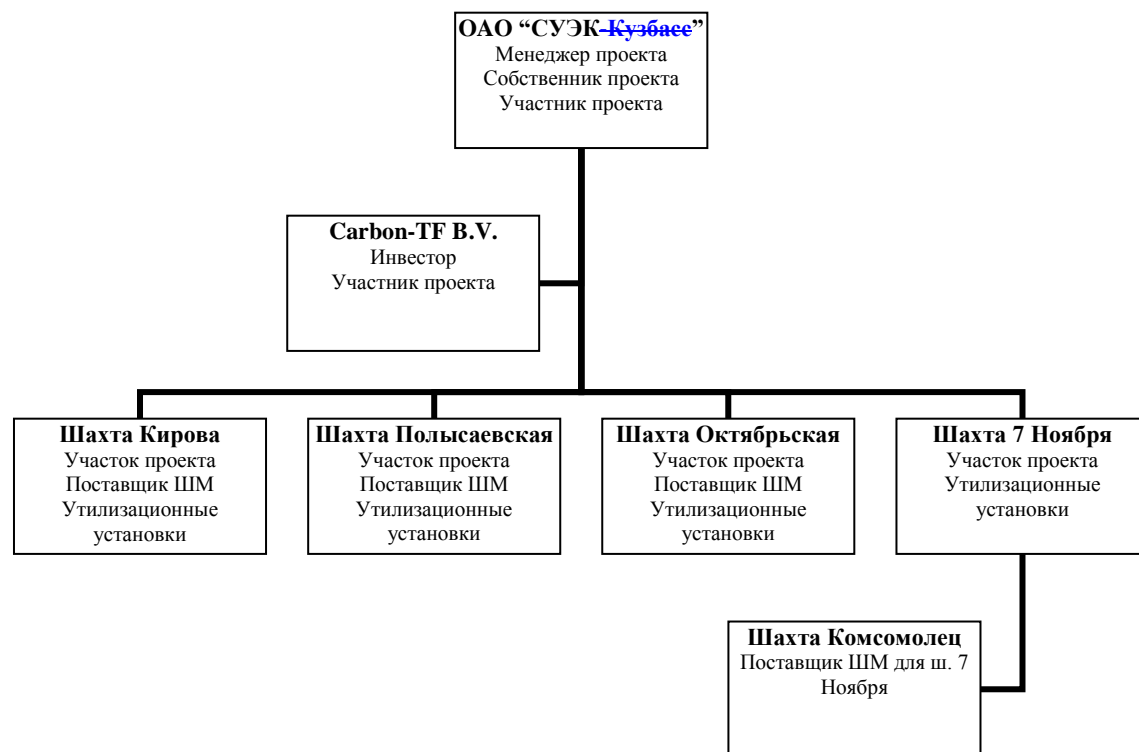 ОАО “СУЭК-Кузбасс”
Менеджер проекта
Собственник проекта
Участник проекта
Carbon-TF B.V.
Инвестор
Участник проекта
Шахта Кирова
Участок проекта
Поставщик ШМ
Утилизационные
установки
Шахта Полысаевская
Участок проекта
Поставщик ШМ
Утилизационные
установки
Шахта Октябрьская
Участок проекта
Поставщик ШМ
Утилизационные
установки
Шахта 7 Ноября
Участок проекта
Утилизационные
установки
Шахта Комсомолец
Поставщик ШМ для ш. 7
Ноября